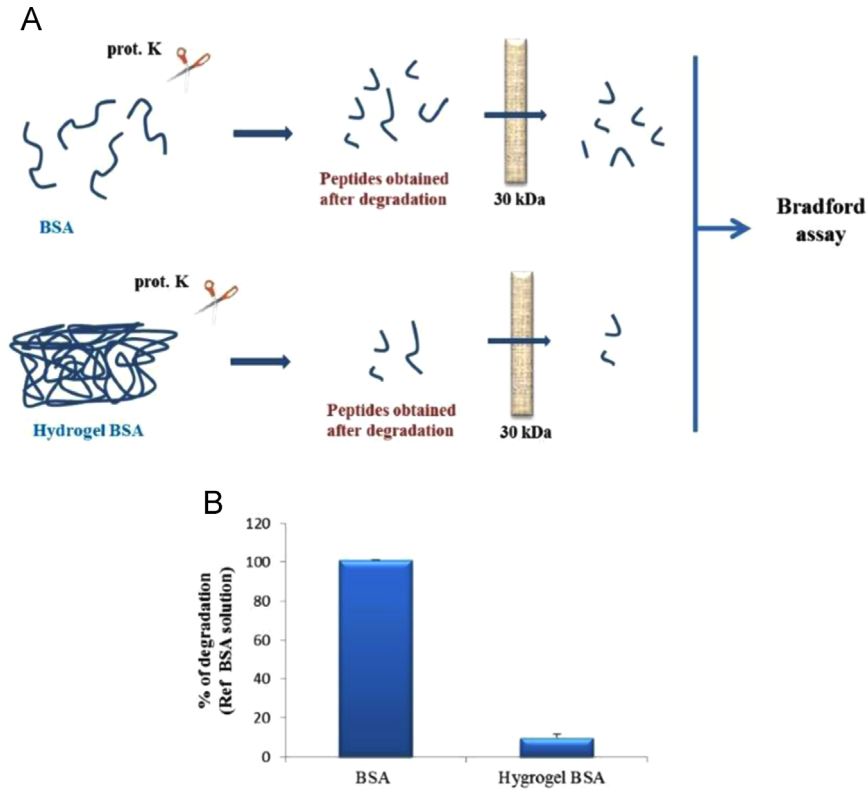 A
prot. K
BSA
Peptides obtained
after degradation
30 kDa
Bradford
assay
prot. K
Hydrogel BSA
Peptides obtained
after degradation
30 kDa
B
% of degradation
(Ref BSA solution)
120
100
80
60
40
20
0
BSA
Hygrogel BSA